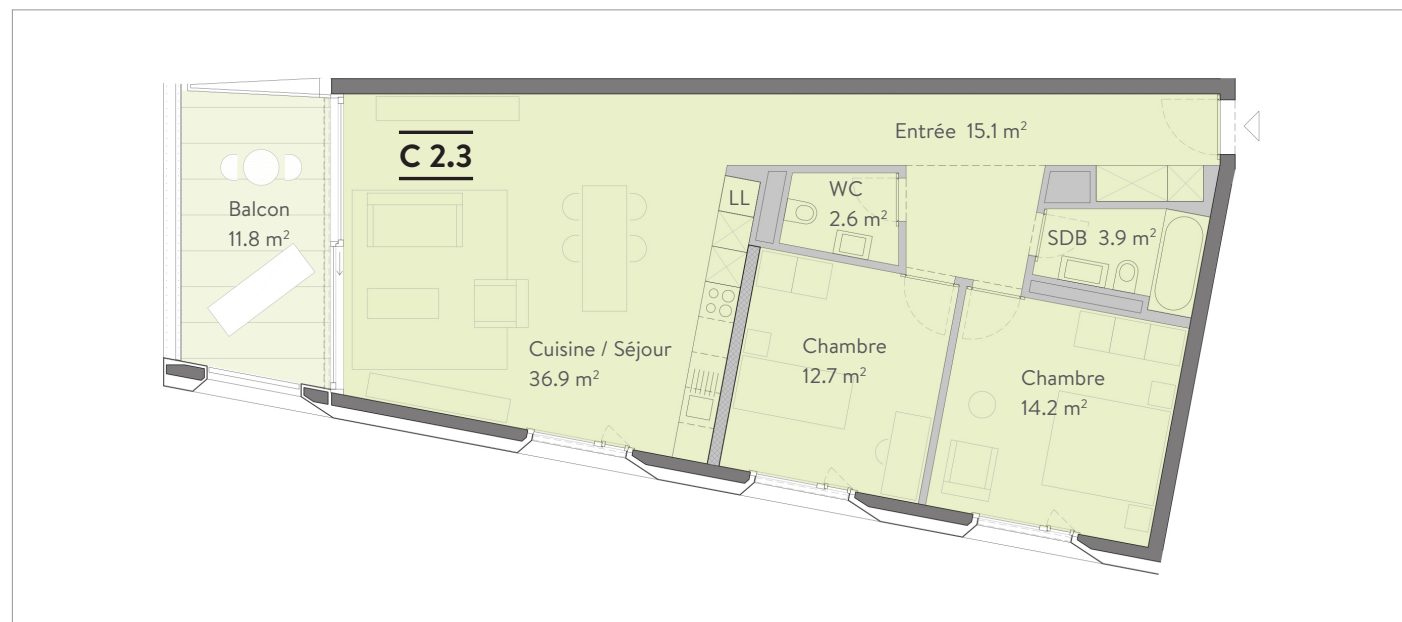 Entrée 15.1 m²
C 2.3
WC
2.6 m²
LL
Balcon
11.8 m²
SDB 3.9 m²
Cuisine / Séjour
36.9 m²
Chambre
12.7 m²
Chambre
14.2 m²